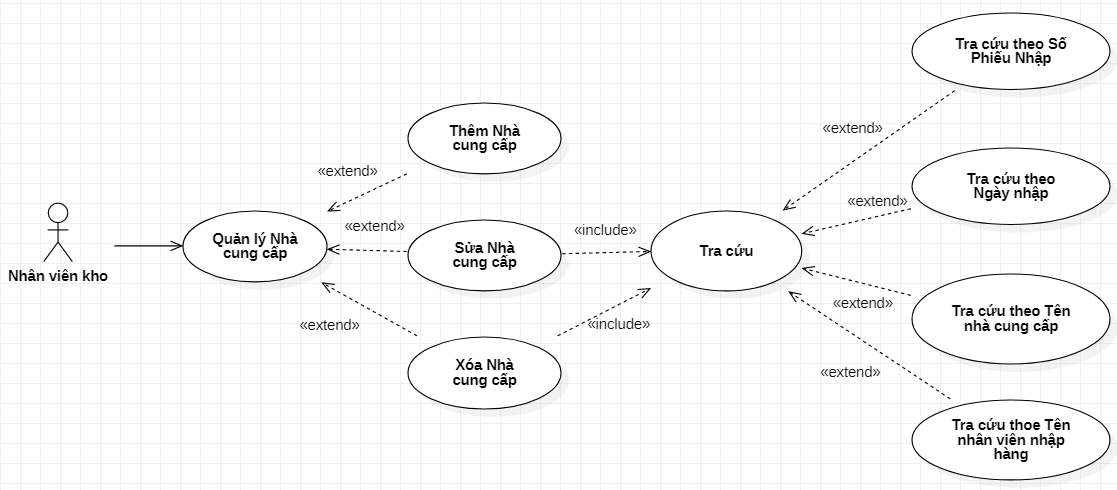 Tra cứu theo Số
Phiếu Nhập
«extend»
Thêm Nhà
cung cấp
«extend»
Tra cứu theo
Ngày nhập
«extend»
Nhân viên kho
Quản lý Nhà
cung cấp
«extend»
Sửa Nhà
cung cấp
«include»
Tra cứu
«extend»
Xóa Nhà
cung cấp
«include»
Tra cứu theo Tên
nhà cung cấp
«extend»
«extend»
Tra cứu thoe Tên
nhân viên nhập
hàng